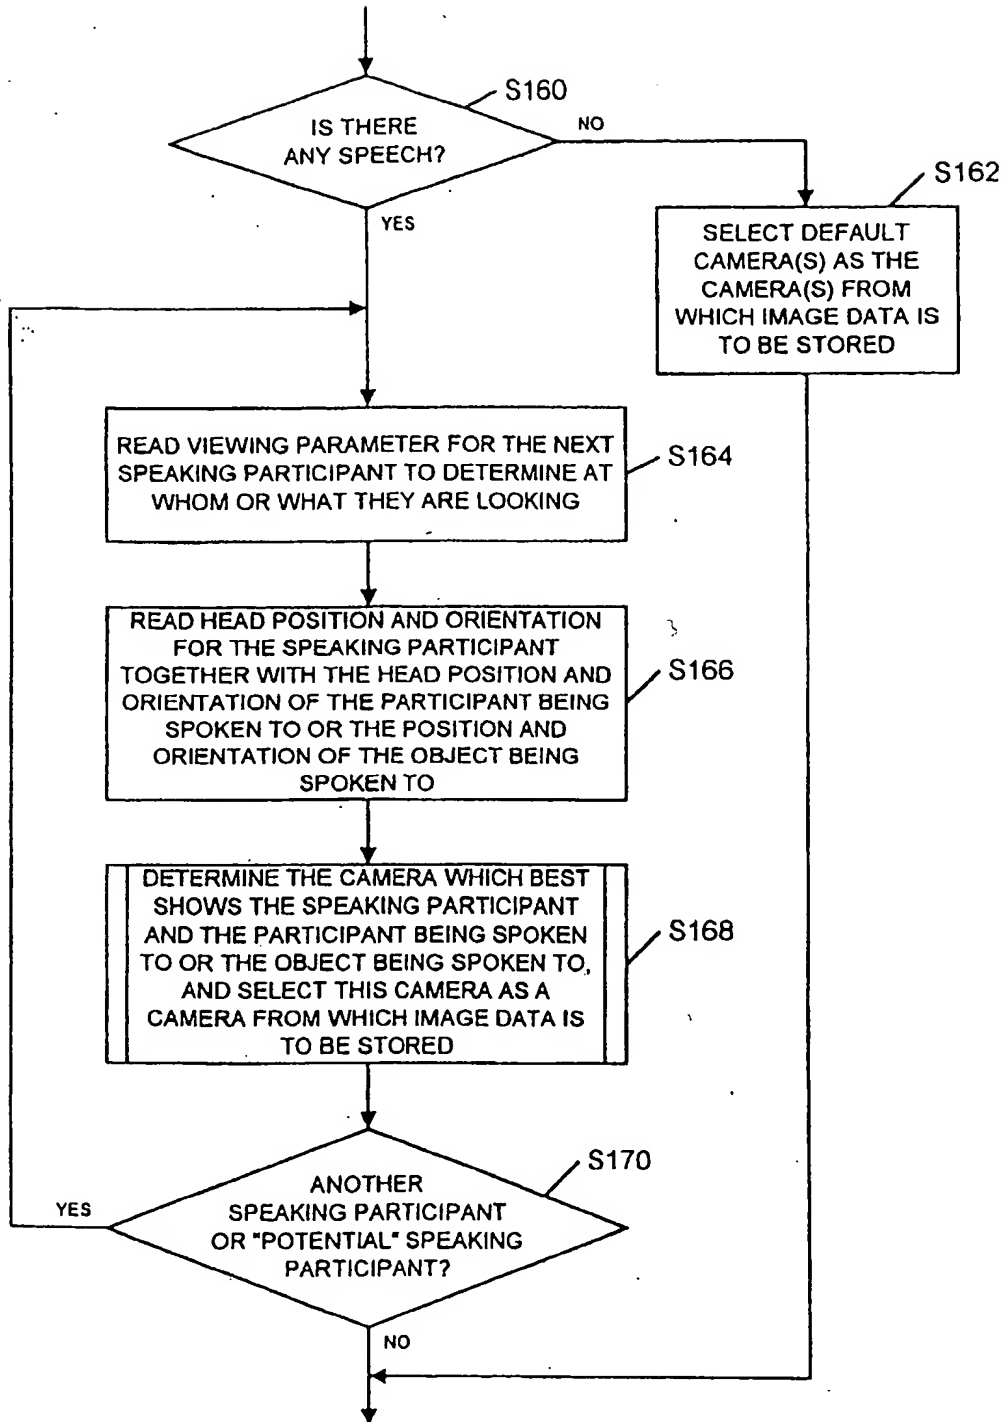 S160
IS THERE
ANY SPEECH?
NO
YES
S162
SELECT DEFAULT
CAMERA(S) AS THE
CAMERA(S) FROM
WHICH IMAGE DATA IS
TO BE STORED
READ VIEWING PARAMETER FOR THE NEXT
SPEAKING PARTICIPANT TO DETERMINE AT
WHOM OR WHAT THEY ARE LOOKING
S164
READ HEAD POSITION AND ORIENTATION
FOR THE SPEAKING PARTICIPANT
TOGETHER WITH THE HEAD POSITION AND
ORIENTATION OF THE PARTICIPANT BEING
SPOKEN TO OR THE POSITION AND
ORIENTATION OF THE OBJECT BEING
SPOKEN TO
S166
DETERMINE THE CAMERA WHICH BEST
SHOWS THE SPEAKING PARTICIPANT
AND THE PARTICIPANT BEING SPOKEN
TO OR THE OBJECT BEING SPOKEN TO,
AND SELECT THIS CAMERA AS A
CAMERA FROM WHICH IMAGE DATA IS
TO BE STORED
S168
S170
ANOTHER
SPEAKING PARTICIPANT
OR "POTENTIAL" SPEAKING
PARTICIPANT?
YES
NO